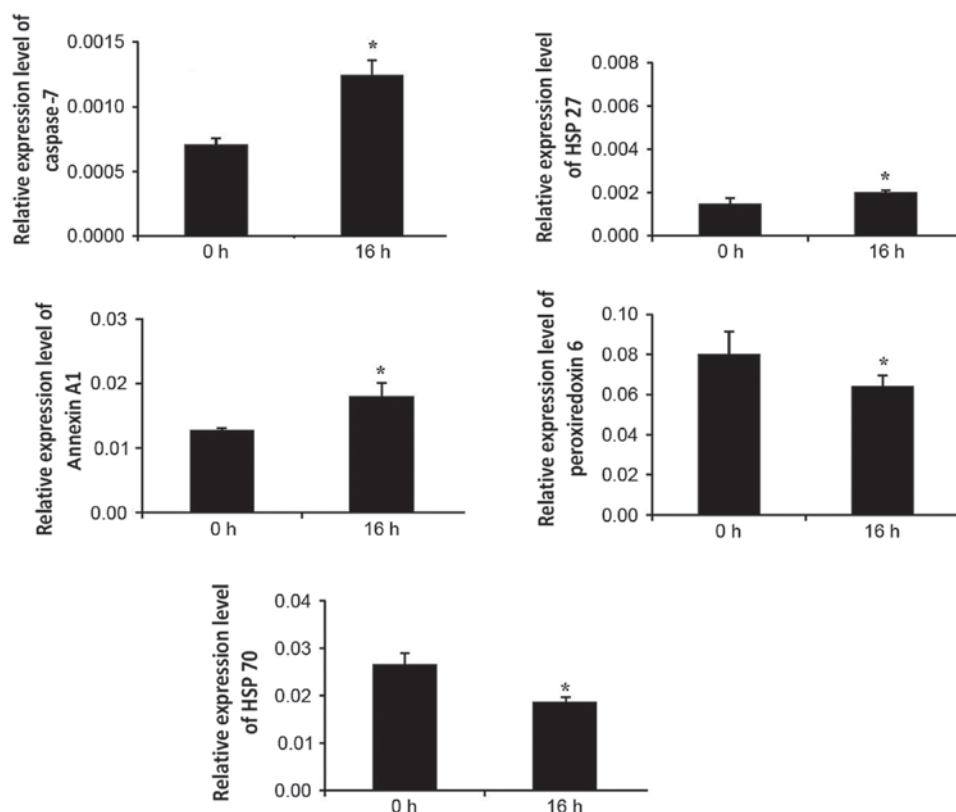 Relative expression level of
caspase-7
0.0015
0.0010
0.0005
0.0000
*
0 h
16 h
Relative expression level
of HSP 27
0.008
0.006
0.004
0.002
0.000
*
0 h
16 h
Relative expression level of
Annexin A1
0.03
0.02
0.01
0.00
*
0 h
16 h
Relative expression level of
peroxiredoxin 6
0.10
0.08
0.06
0.04
0.02
0.00
*
0 h
16 h
Relative expression level
of HSP 70
0.04
0.03
0.02
0.01
0.00
*
0 h
16 h